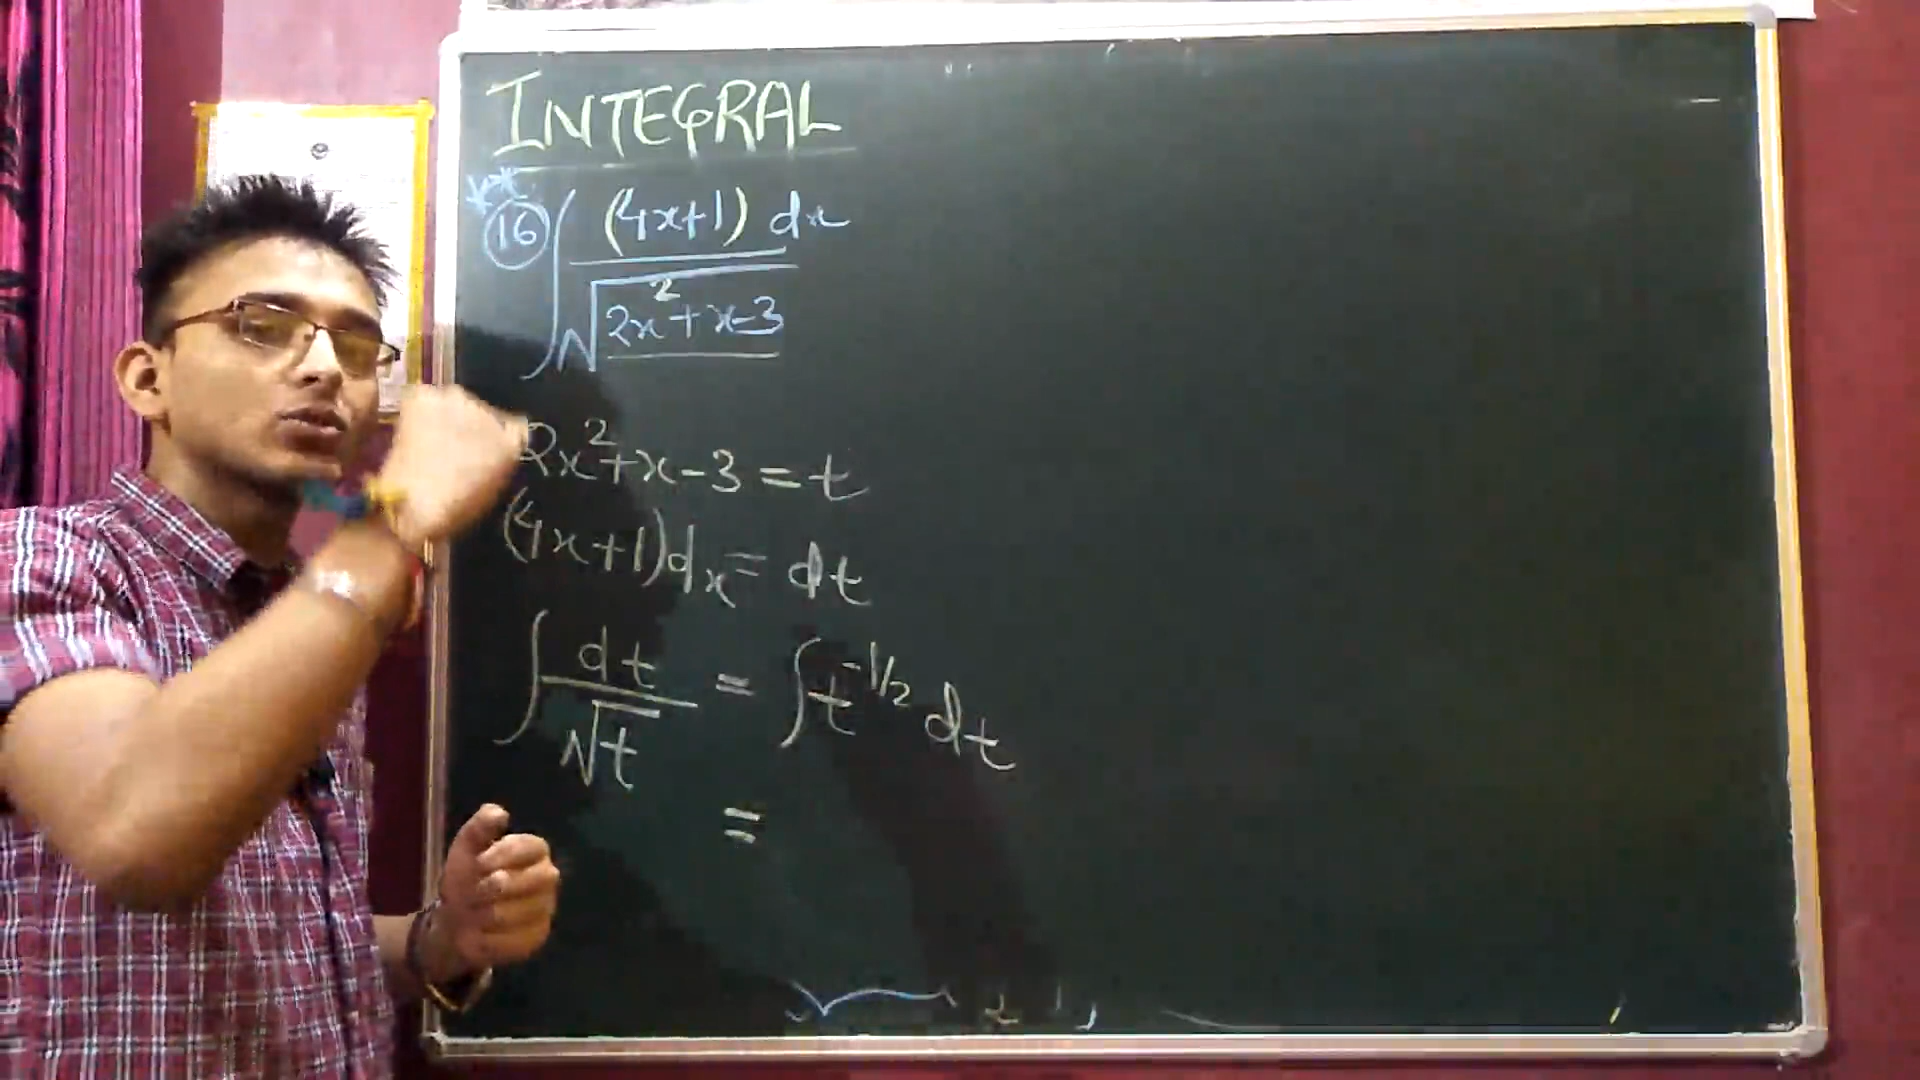 INTEGRAL
** 16 ∫ (4x+1) dx / √(2x²+x-3)
2x²+x-3 = t
(4x+1)dx = dt
∫ dt/√t = ∫ t^-1/2 dt
=